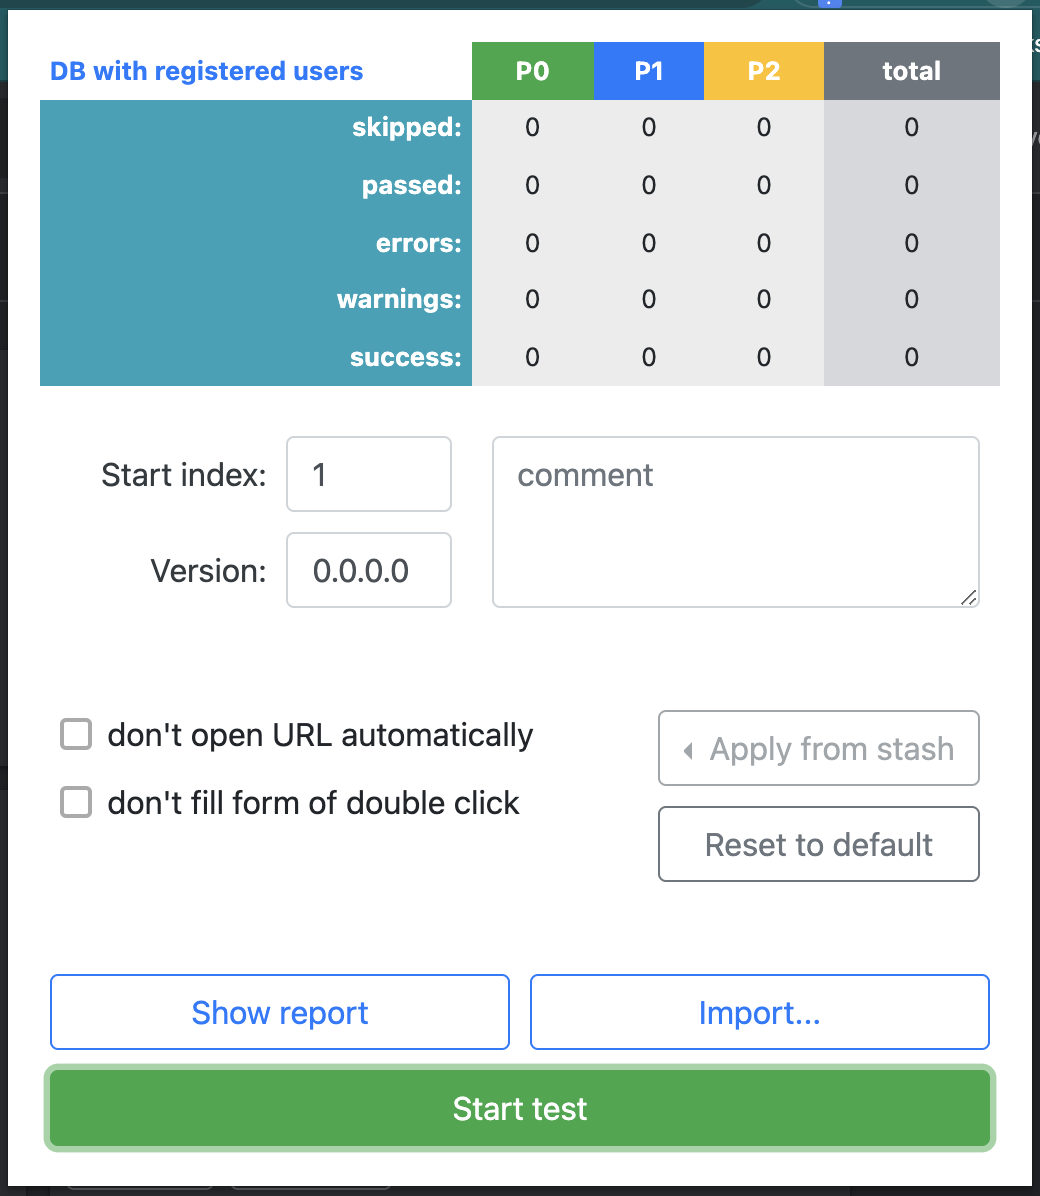 DB with registered users P0 P1 P2 total
skipped: 0 0 0 0
passed: 0 0 0 0
errors: 0 0 0 0
warnings: 0 0 0 0
success: 0 0 0 0
Start index: 1 comment
Version: 0.0.0.0
don't open URL automatically
Apply from stash
don't fill form of double click
Reset to default
Show report Import...
Start test